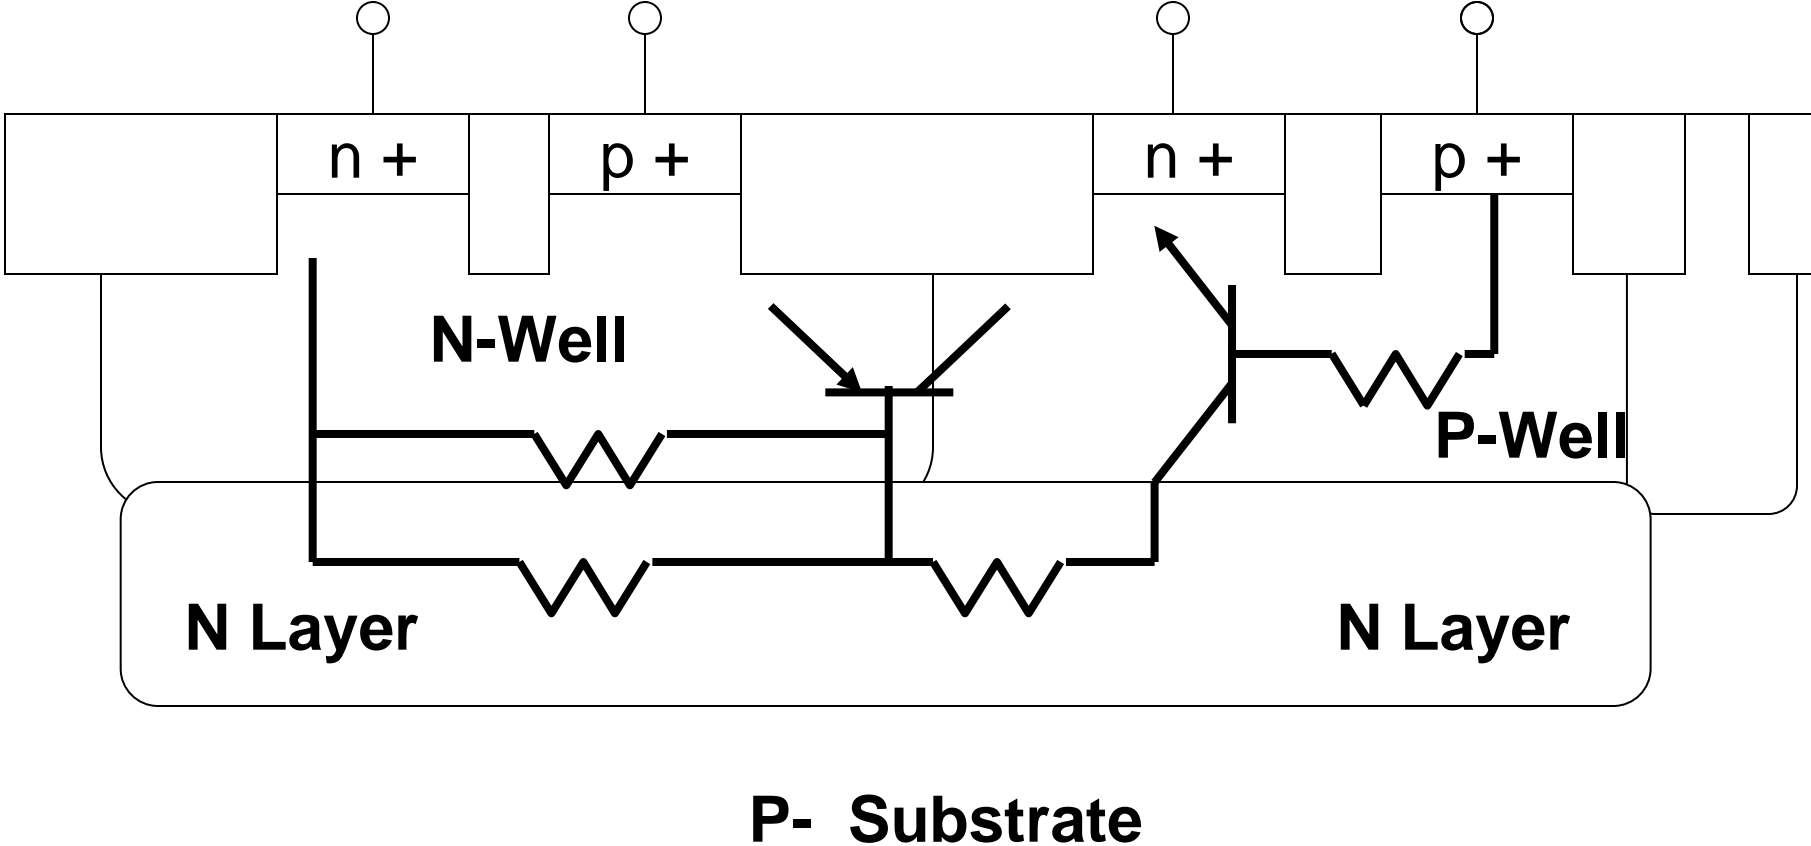 n + p + n + p +
N-Well
P-Well
N Layer N Layer
P- Substrate